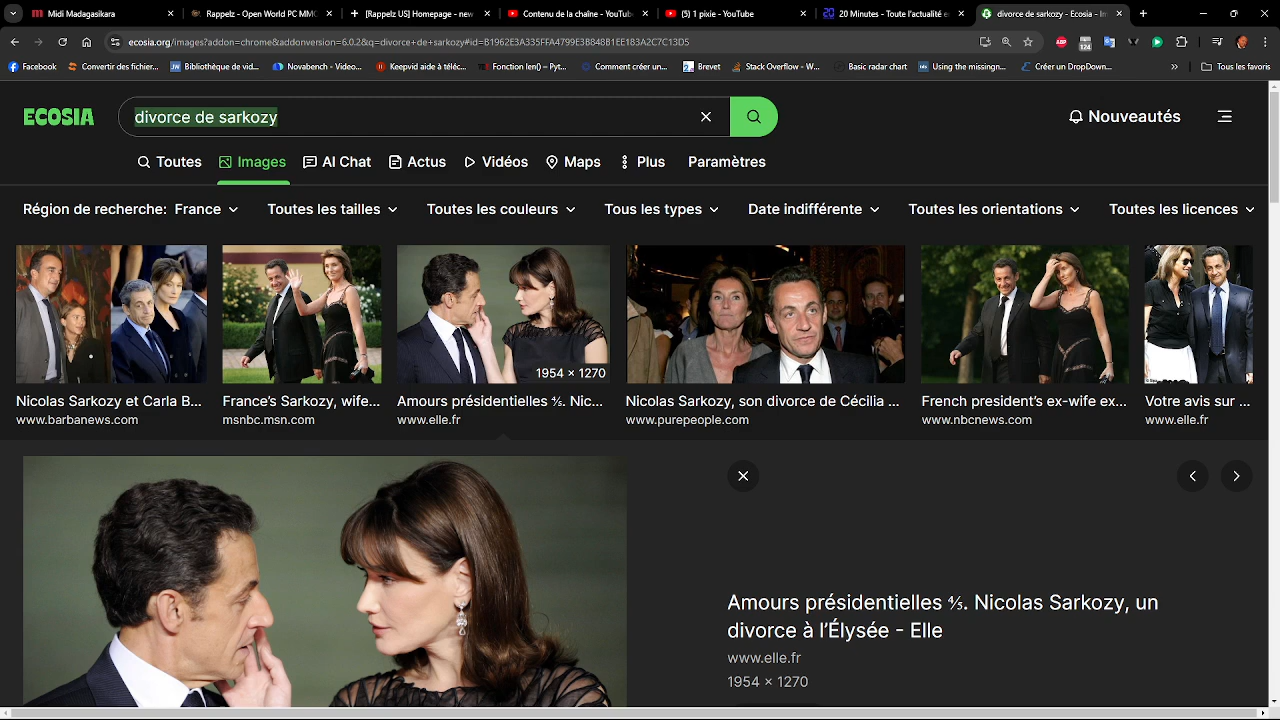 Midi Madagasikara
Rappelz - Open World PC MMO
[Rappelz US] Homepage - new
Contenu de la chaîne - YouTube
(5) 1 pixie - YouTube
20 Minutes - Toute l'actualité e
divorce de sarkozy - Ecosia - Im
ecosia.org/images?addon=chrome&addonversion=6.0.2&q=divorce+de+sarkozy#id=B1962E3A335FFA4799E3B848B1EE183A2C7C13D5
124
Facebook
Convertir des fichier...
Bibliothèque de vid...
Novabench - Video...
Keepvid aide à téléc...
Fonction len() – Pyt...
Comment créer un...
Brevet
Stack Overflow - W...
Basic radar chart
Using the missingn...
Créer un DropDown...
Tous les favoris
ECOSIA
divorce de sarkozy
Nouveautés
Toutes
Images
AI Chat
Actus
Vidéos
Maps
Plus
Paramètres
Région de recherche: France
Toutes les tailles
Toutes les couleurs
Tous les types
Date indifférente
Toutes les orientations
Toutes les licences
1954 × 1270
Nicolas Sarkozy et Carla B...
www.barbanews.com
France's Sarkozy, wife...
msnbc.msn.com
Amours présidentielles ⅘. Nic...
www.elle.fr
Nicolas Sarkozy, son divorce de Cécilia ...
www.purepeople.com
French president's ex-wife ex...
www.nbcnews.com
Votre avis sur ...
www.elle.fr
Amours présidentielles ⅘. Nicolas Sarkozy, un
divorce à l'Élysée - Elle
www.elle.fr
1954 × 1270